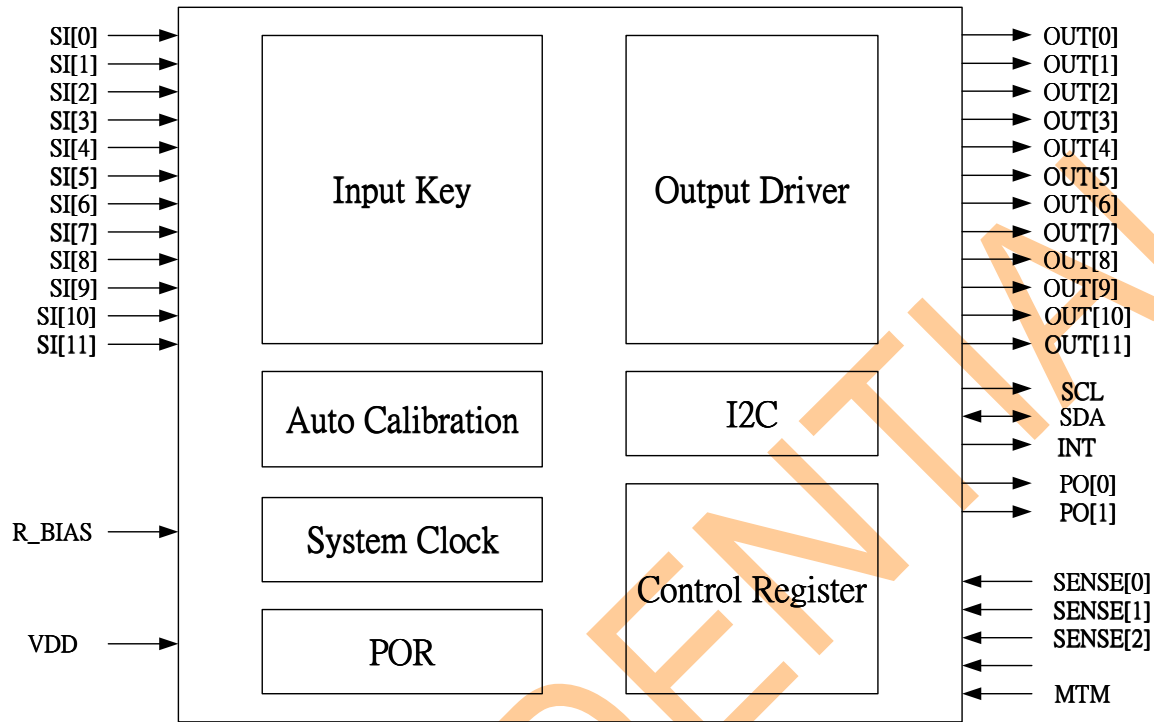 SI[0]
SI[1]
SI[2]
SI[3]
SI[4]
SI[5]
SI[6]
SI[7]
SI[8]
SI[9]
SI[10]
SI[11]
R_BIAS
VDD
Input Key
Auto Calibration
System Clock
POR
Output Driver
I2C
Control Register
OUT[0]
OUT[1]
OUT[2]
OUT[3]
OUT[4]
OUT[5]
OUT[6]
OUT[7]
OUT[8]
OUT[9]
OUT[10]
OUT[11]
SCL
SDA
INT
PO[0]
PO[1]
SENSE[0]
SENSE[1]
SENSE[2]
MTM
DENTIAL